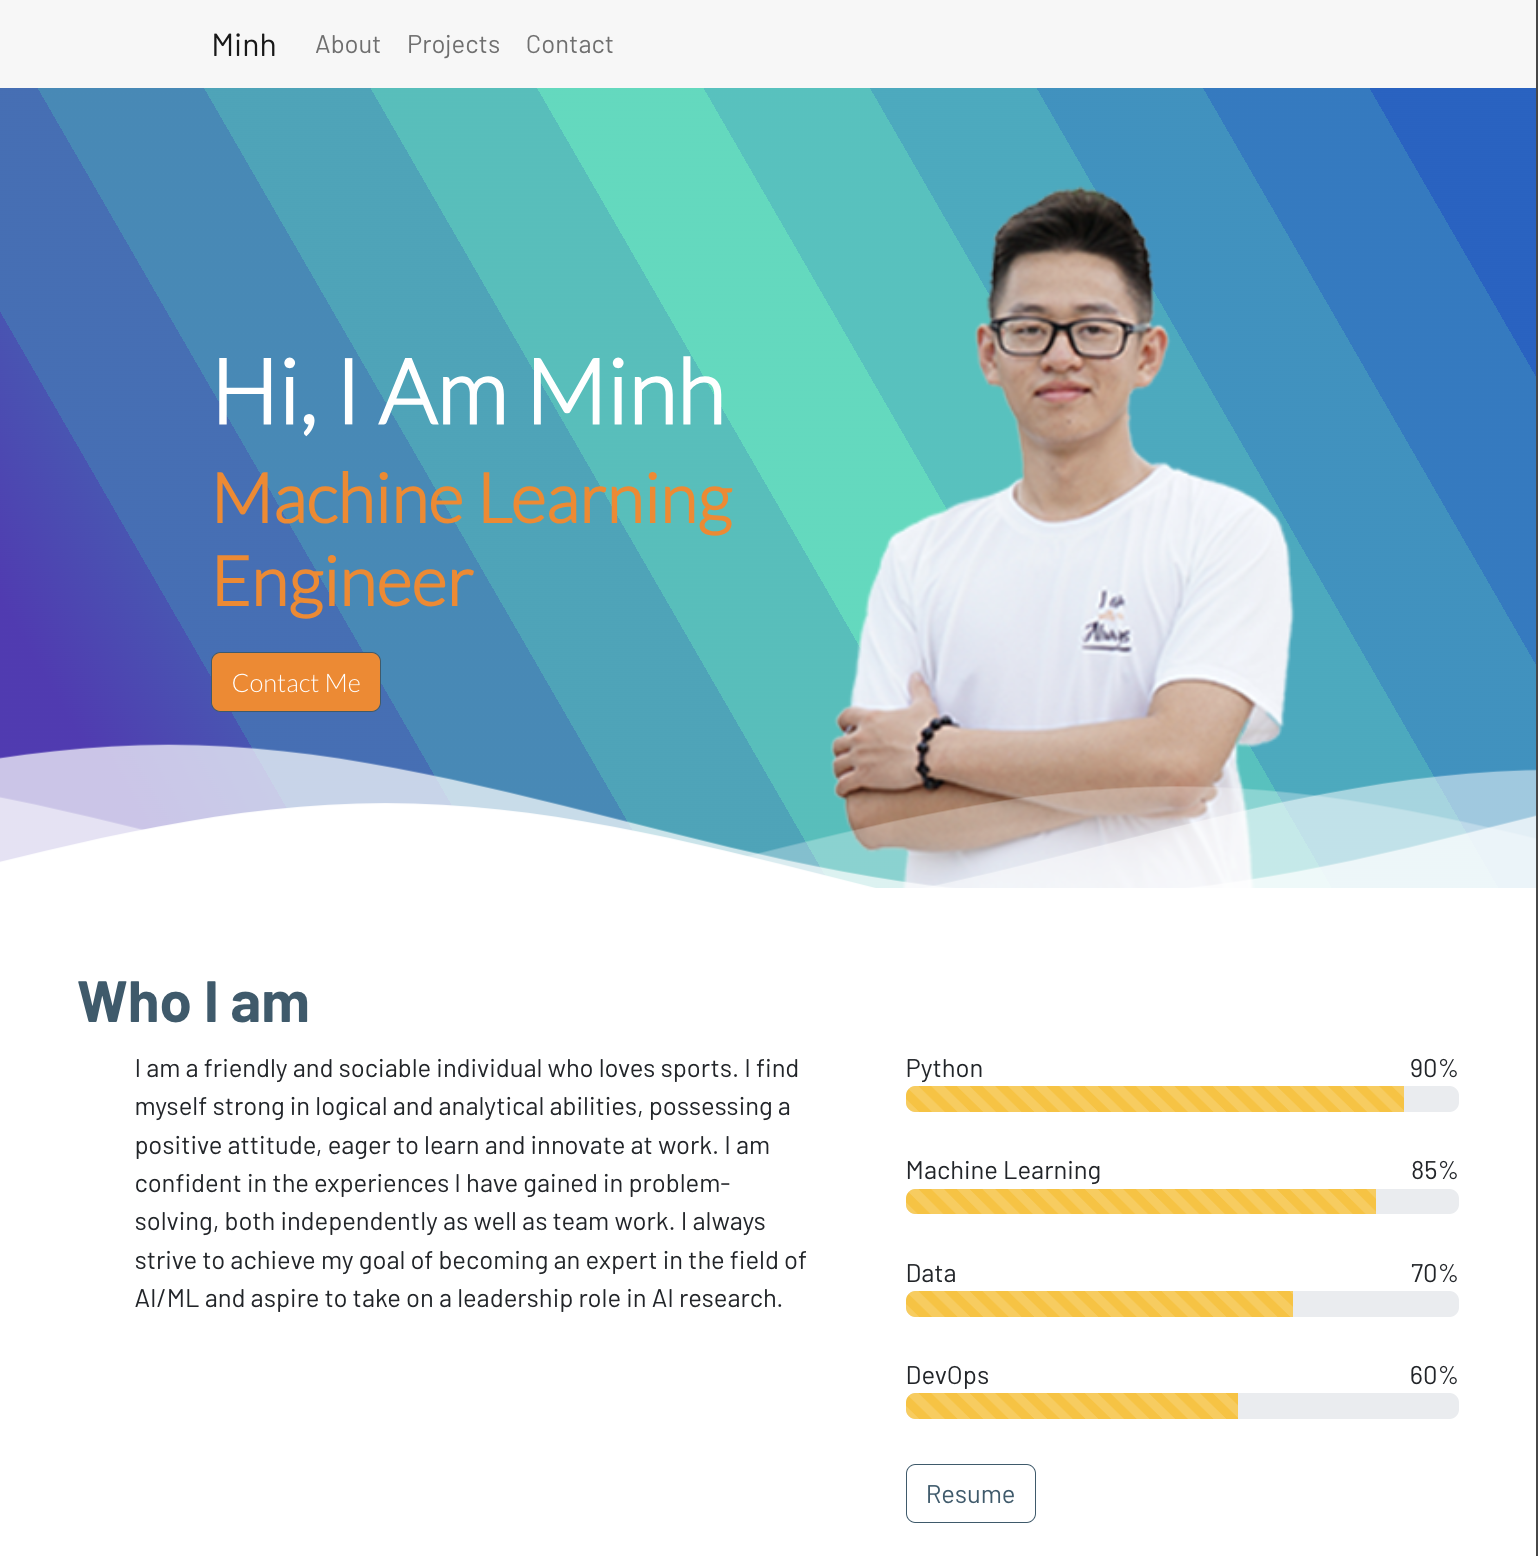 Minh About Projects Contact
Hi, I Am Minh
Machine Learning
Engineer
Contact Me
I am
Always
Who I am
I am a friendly and sociable individual who loves sports. I find
myself strong in logical and analytical abilities, possessing a
positive attitude, eager to learn and innovate at work. I am
confident in the experiences I have gained in problem-
solving, both independently as well as team work. I always
strive to achieve my goal of becoming an expert in the field of
AI/ML and aspire to take on a leadership role in AI research.
Python 90%
Machine Learning 85%
Data 70%
DevOps 60%
Resume